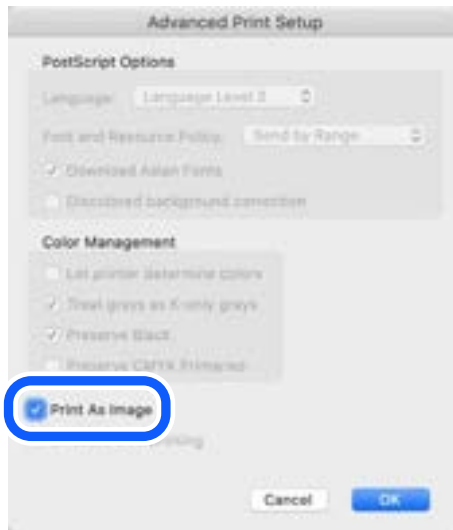 Advanced Print Setup
PostScript Options
Language: Language Level 3
Font and Resource Policy: Send by Range
Download Asian Fonts
Discolored background correction
Color Management
Let printer determine colors
Treat grays as K-only grays
Preserve Black
Preserve CMYK Primaries
Print As Image
Cancel OK